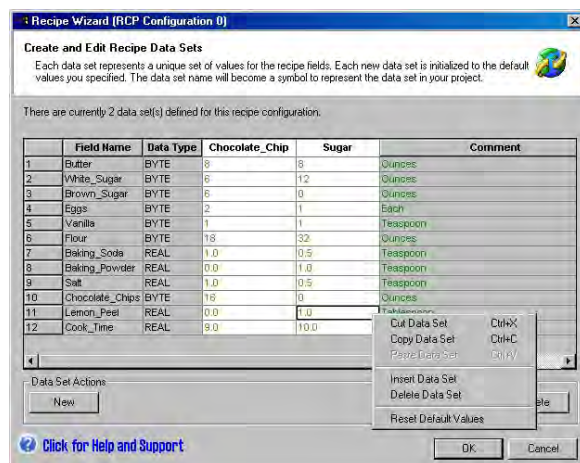 Recipe Wizard (RCP Configuration 0)
Create and Edit Recipe Data Sets
Each data set represents a unique set of values for the recipe fields. Each new data set is initialized to the default
values you specified. The data set name will become a symbol to represent the data set in your project.
There are currently 2 data set(s) defined for this recipe configuration.
Field Name Data Type Chocolate_Chip Sugar Comment
1 Butter BYTE 8 8 Ounces
2 White_Sugar BYTE 6 12 Ounces
3 Brown_Sugar BYTE 6 0 Ounces
4 Eggs BYTE 2 1 Each
5 Vanilla BYTE 1 1 Teaspoon
6 Flour BYTE 18 32 Ounces
7 Baking_Soda REAL 1.0 0.5 Teaspoon
8 Baking_Powder REAL 0.0 1.0 Teaspoon
9 Salt REAL 1.0 0.5 Teaspoon
10 Chocolate_Chips BYTE 16 0 Ounces
11 Lemon_Peel REAL 0.0 1.0 Tablespoon
12 Cook_Time REAL 9.0 10.0
Cut Data Set Ctrl+X
Copy Data Set Ctrl+C
Paste Data Set Ctrl+V
Insert Data Set
Delete Data Set
Reset Default Values
Data Set Actions
New
Click for Help and Support
OK Cancel